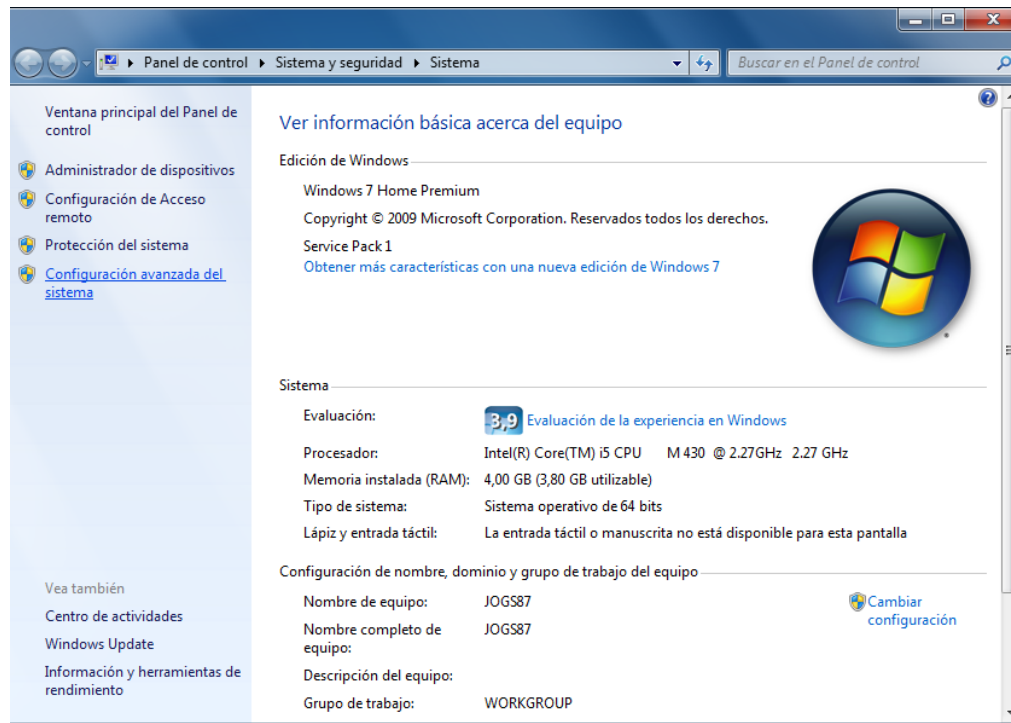 Panel de control ▸ Sistema y seguridad ▸ Sistema
Buscar en el Panel de control
Ventana principal del Panel de
control
Administrador de dispositivos
Configuración de Acceso
remoto
Protección del sistema
Configuración avanzada del
sistema
Vea también
Centro de actividades
Windows Update
Información y herramientas de
rendimiento
Ver información básica acerca del equipo
Edición de Windows
Windows 7 Home Premium
Copyright © 2009 Microsoft Corporation. Reservados todos los derechos.
Service Pack 1
Obtener más características con una nueva edición de Windows 7
Sistema
Evaluación: 3,9 Evaluación de la experiencia en Windows
Procesador: Intel(R) Core(TM) i5 CPU M 430 @ 2.27GHz 2.27 GHz
Memoria instalada (RAM): 4,00 GB (3,80 GB utilizable)
Tipo de sistema: Sistema operativo de 64 bits
Lápiz y entrada táctil: La entrada táctil o manuscrita no está disponible para esta pantalla
Configuración de nombre, dominio y grupo de trabajo del equipo
Nombre de equipo: JOGS87
Cambiar
configuración
Nombre completo de
equipo: JOGS87
Descripción del equipo:
Grupo de trabajo: WORKGROUP